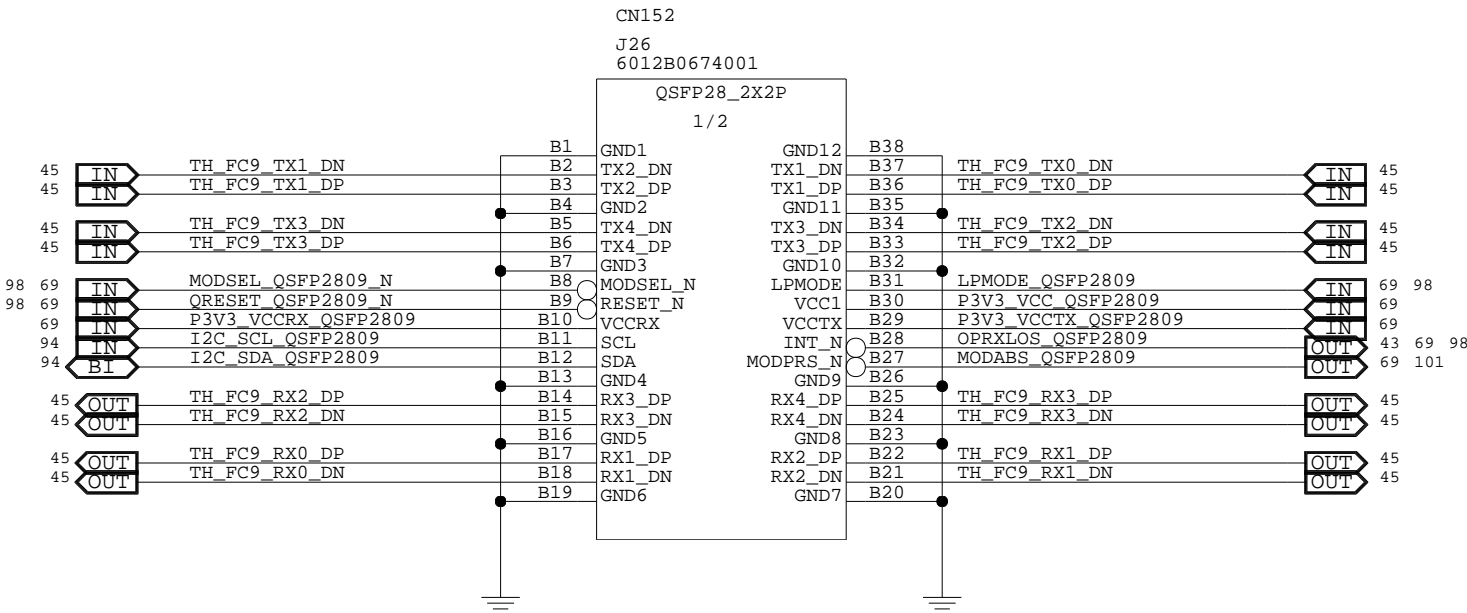 CN152
J26
6012B0674001
QSFP28_2X2P
1/2
B1 GND1 GND12 B38
45 IN TH_FC9_TX1_DN B2 TX2_DN TX1_DN B37 TH_FC9_TX0_DN IN 45
45 IN TH_FC9_TX1_DP B3 TX2_DP TX1_DP B36 TH_FC9_TX0_DP IN 45
B4 GND2 GND11 B35
45 IN TH_FC9_TX3_DN B5 TX4_DN TX3_DN B34 TH_FC9_TX2_DN IN 45
45 IN TH_FC9_TX3_DP B6 TX4_DP TX3_DP B33 TH_FC9_TX2_DP IN 45
B7 GND3 GND10 B32
98 69 IN MODSEL_QSFP2809_N B8 MODSEL_N LPMODE B31 LPMODE_QSFP2809 IN 69 98
98 69 IN QRESET_QSFP2809_N B9 RESET_N VCC1 B30 P3V3_VCC_QSFP2809 IN 69
69 IN P3V3_VCCRX_QSFP2809 B10 VCCRX VCCTX B29 P3V3_VCCTX_QSFP2809 IN 69
94 IN I2C_SCL_QSFP2809 B11 SCL INT_N B28 OPRXLOS_QSFP2809 OUT 43 69 98
94 BI I2C_SDA_QSFP2809 B12 SDA MODPRS_N B27 MODABS_QSFP2809 OUT 69 101
B13 GND4 GND9 B26
45 OUT TH_FC9_RX2_DP B14 RX3_DP RX4_DP B25 TH_FC9_RX3_DP OUT 45
45 OUT TH_FC9_RX2_DN B15 RX3_DN RX4_DN B24 TH_FC9_RX3_DN OUT 45
B16 GND5 GND8 B23
45 OUT TH_FC9_RX0_DP B17 RX1_DP RX2_DP B22 TH_FC9_RX1_DP OUT 45
45 OUT TH_FC9_RX0_DN B18 RX1_DN RX2_DN B21 TH_FC9_RX1_DN OUT 45
B19 GND6 GND7 B20